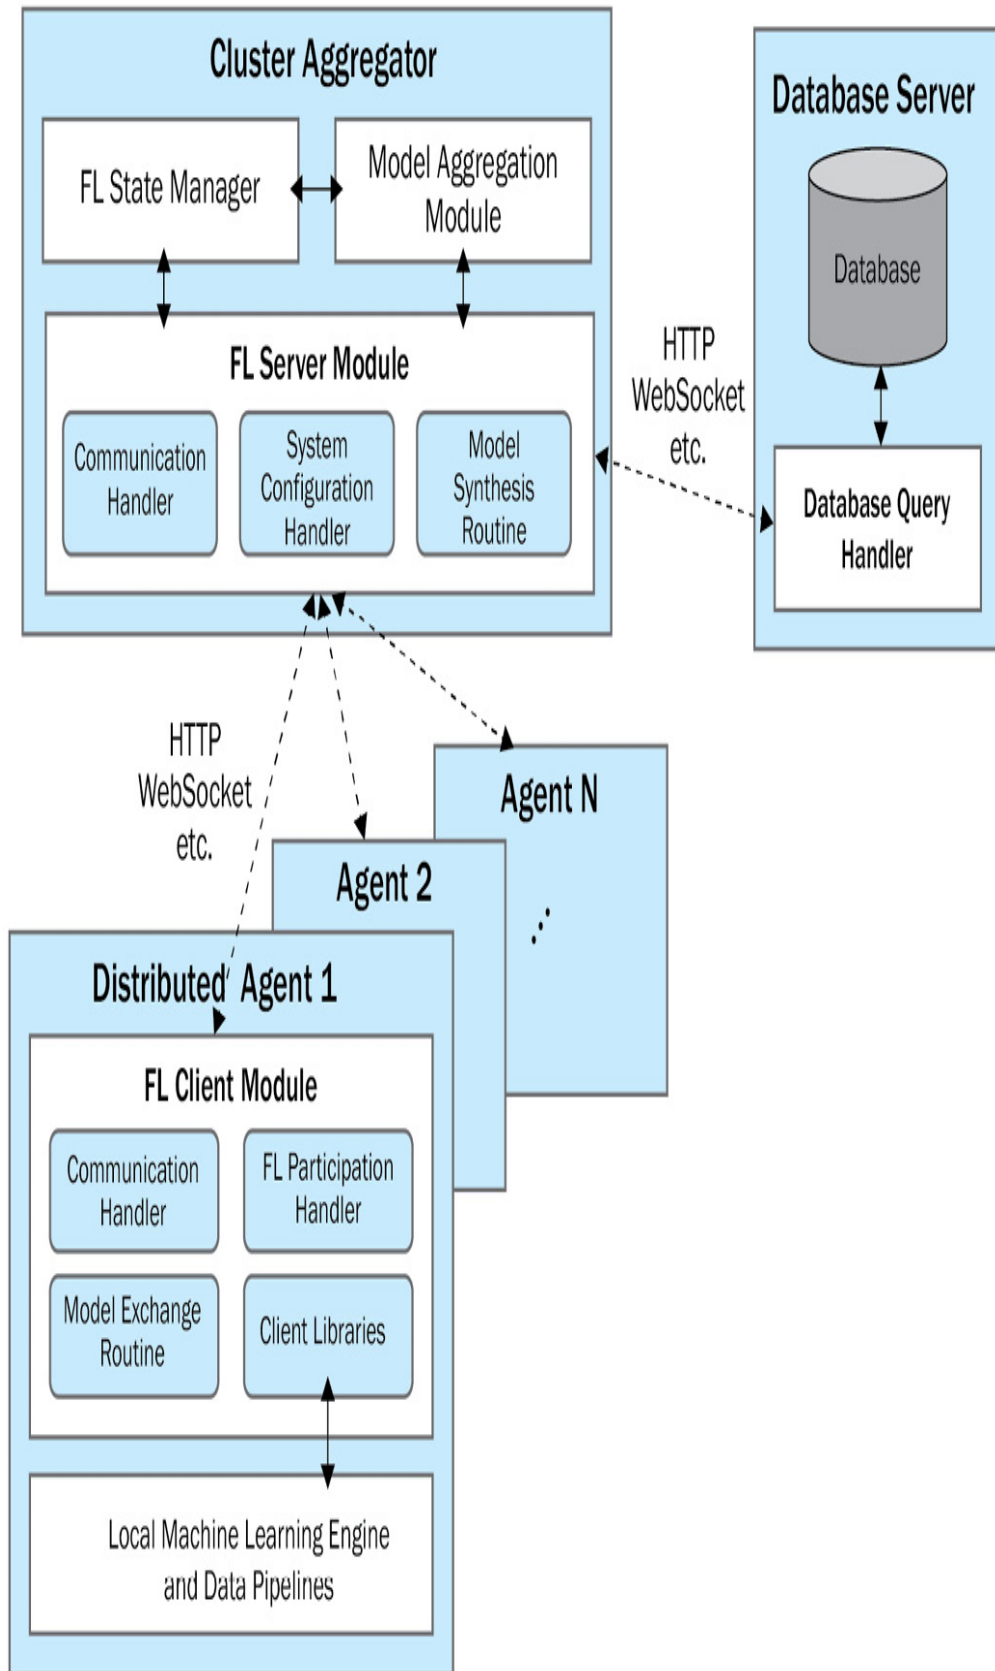 Cluster Aggregator
FL State Manager
Model Aggregation
Module
FL Server Module
Communication
Handler
System
Configuration
Handler
Model
Synthesis
Routine
HTTP
WebSocket
etc.
Database Server
Database
Database Query
Handler
HTTP
WebSocket
etc.
Agent N
Agent 2
Distributed Agent 1
FL Client Module
Communication
Handler
FL Participation
Handler
Model Exchange
Routine
Client Libraries
Local Machine Learning Engine
and Data Pipelines